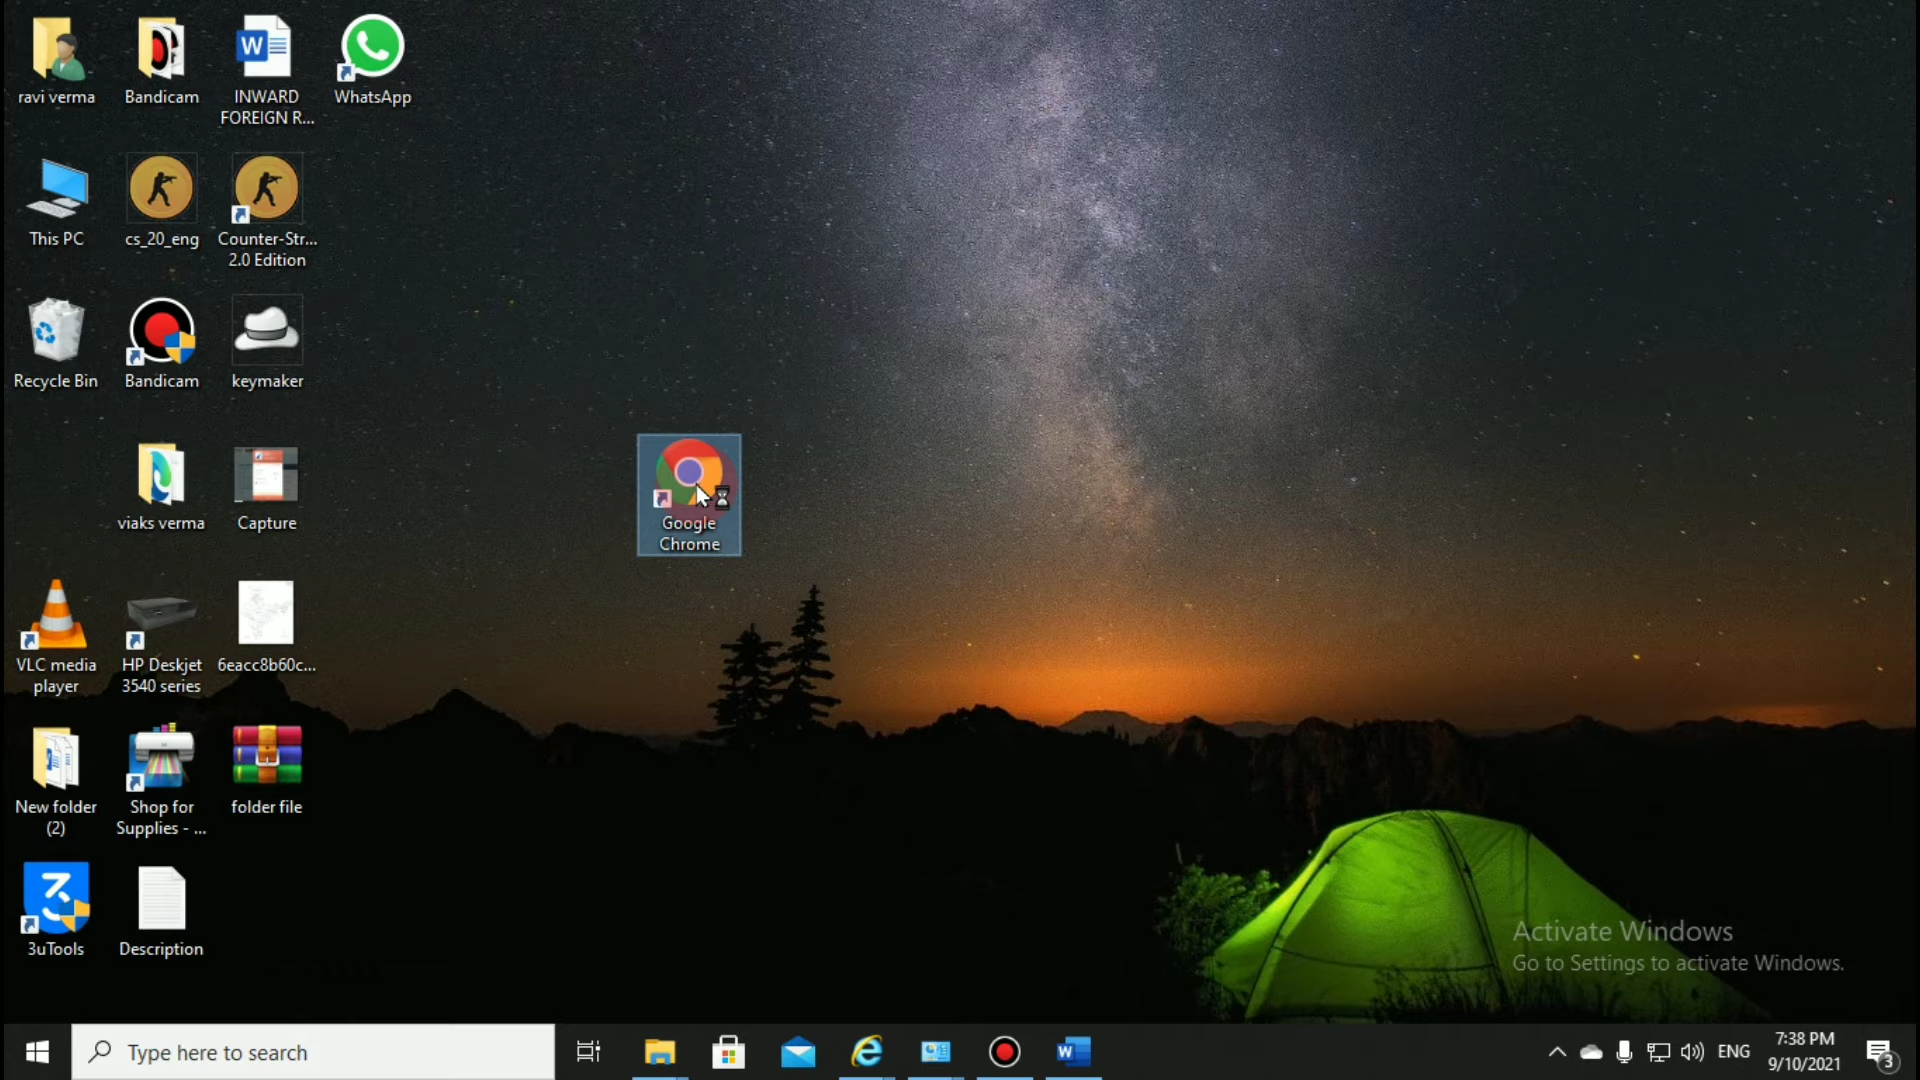 ravi verma
Bandicam
INWARD
FOREIGN R...
WhatsApp
This PC
cs_20_eng
Counter-Str...
2.0 Edition
Recycle Bin
Bandicam
keymaker
viaks verma
Capture
Google
Chrome
VLC media
player
HP Deskjet
3540 series
6eacc8b60c...
New folder
(2)
Shop for
Supplies - ...
folder file
3uTools
Description
Activate Windows
Go to Settings to activate Windows.
Type here to search
ENG
7:38 PM
9/10/2021
3